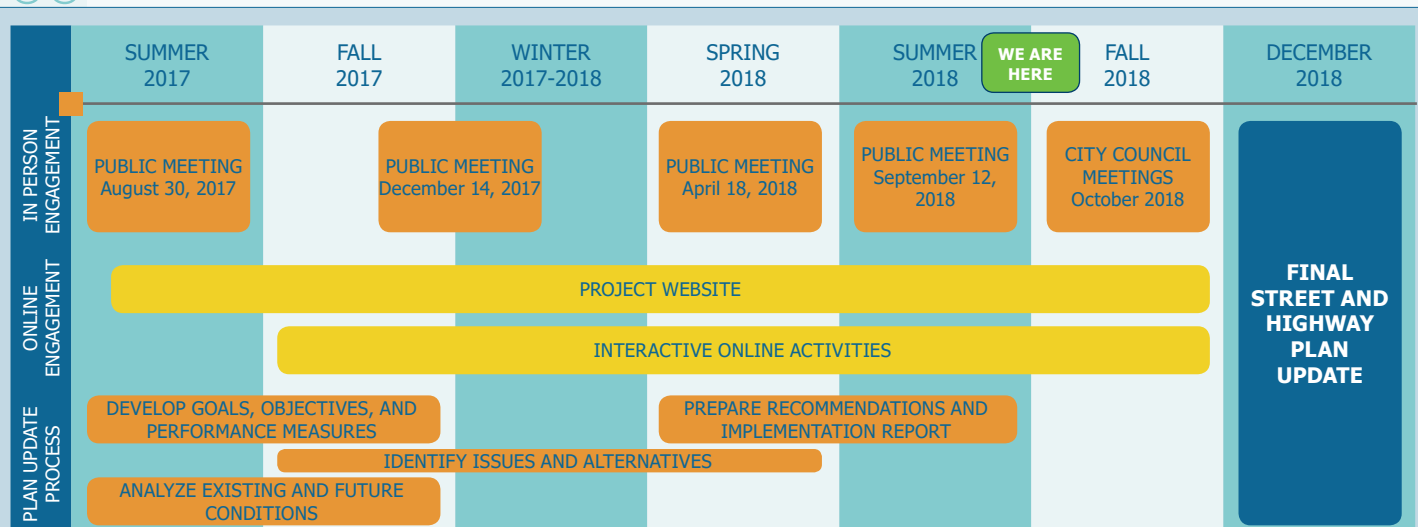 SUMMER
2017
FALL
2017
WINTER
2017-2018
SPRING
2018
SUMMER
2018
WE ARE
HERE
FALL
2018
DECEMBER
2018
IN PERSON
ENGAGEMENT
PUBLIC MEETING
August 30, 2017
PUBLIC MEETING
December 14, 2017
PUBLIC MEETING
April 18, 2018
PUBLIC MEETING
September 12,
2018
CITY COUNCIL
MEETINGS
October 2018
ONLINE
ENGAGEMENT
PROJECT WEBSITE
INTERACTIVE ONLINE ACTIVITIES
FINAL
STREET AND
HIGHWAY
PLAN
UPDATE
PLAN UPDATE
PROCESS
DEVELOP GOALS, OBJECTIVES, AND
PERFORMANCE MEASURES
PREPARE RECOMMENDATIONS AND
IMPLEMENTATION REPORT
IDENTIFY ISSUES AND ALTERNATIVES
ANALYZE EXISTING AND FUTURE
CONDITIONS